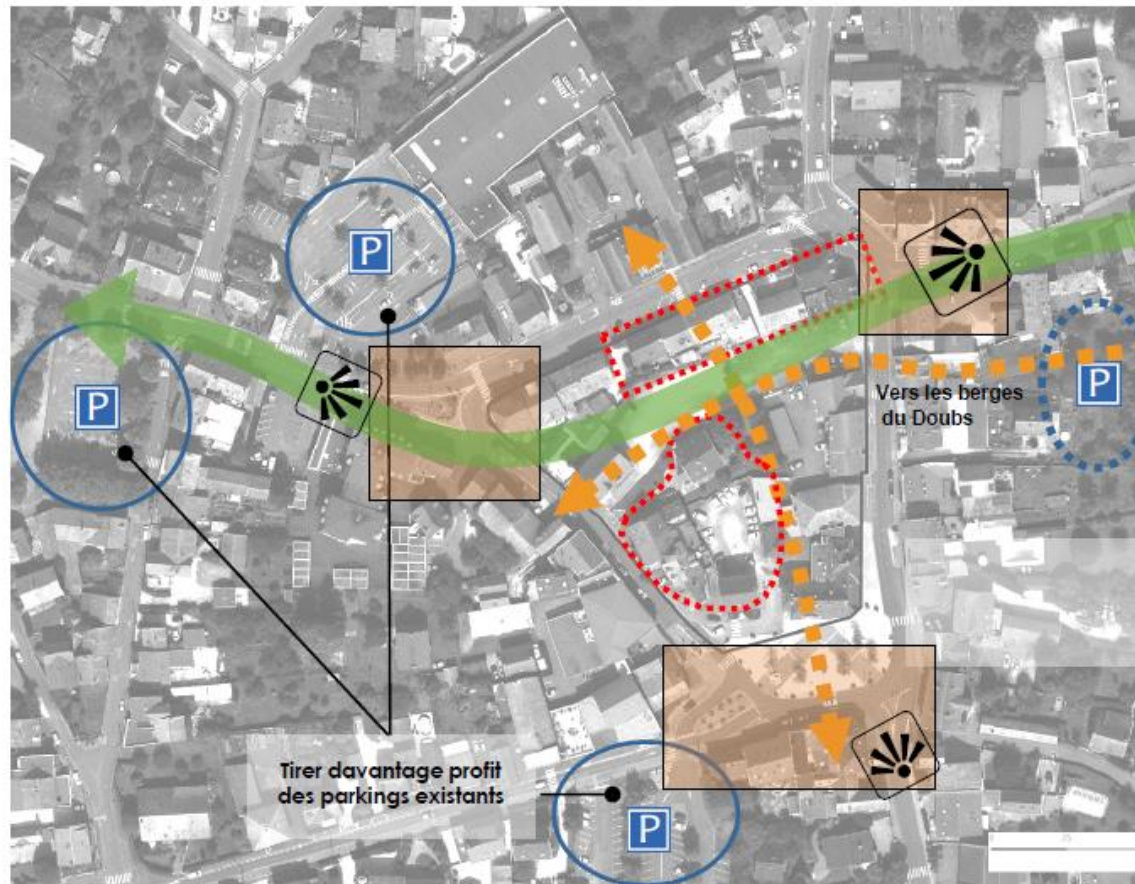 P
P
P
Vers les berges
du Doubs
Tirer davantage profit
des parkings existants
P